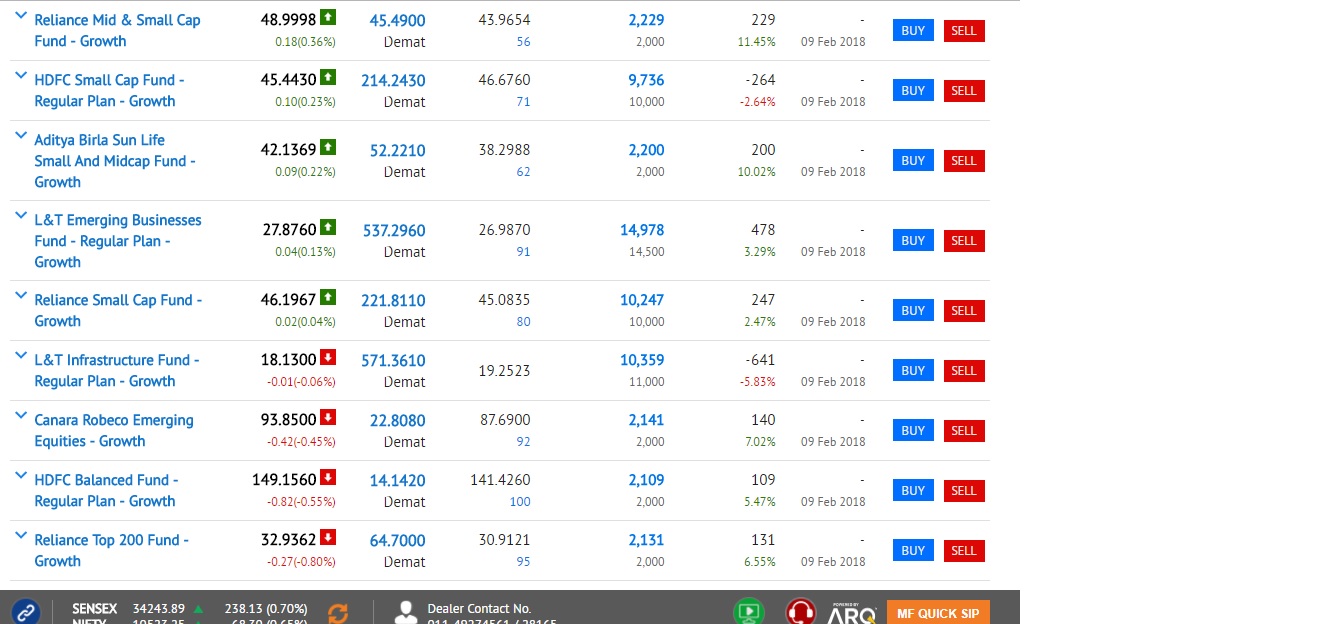 Reliance Mid & Small Cap 48.9998 45.4900 43.9654 2,229 229 -
Fund - Growth 0.18(0.36%) Demat 56 2,000 11.45% 09 Feb 2018 BUY SELL
HDFC Small Cap Fund - 45.4430 214.2430 46.6760 9,736 -264 -
Regular Plan - Growth 0.10(0.23%) Demat 71 10,000 -2.64% 09 Feb 2018 BUY SELL
Aditya Birla Sun Life
Small And Midcap Fund - 42.1369 52.2210 38.2988 2,200 200 - BUY SELL
Growth 0.09(0.22%) Demat 62 2,000 10.02% 09 Feb 2018
L&T Emerging Businesses
Fund - Regular Plan - 27.8760 537.2960 26.9870 14,978 478 - BUY SELL
Growth 0.04(0.13%) Demat 91 14,500 3.29% 09 Feb 2018
Reliance Small Cap Fund - 46.1967 221.8110 45.0835 10,247 247 -
Growth 0.02(0.04%) Demat 80 10,000 2.47% 09 Feb 2018 BUY SELL
L&T Infrastructure Fund - 18.1300 571.3610 19.2523 10,359 -641 -
Regular Plan - Growth -0.01(-0.06%) Demat 11,000 -5.83% 09 Feb 2018 BUY SELL
Canara Robeco Emerging 93.8500 22.8080 87.6900 2,141 140 -
Equities - Growth -0.42(-0.45%) Demat 92 2,000 7.02% 09 Feb 2018 BUY SELL
HDFC Balanced Fund - 149.1560 14.1420 141.4260 2,109 109 -
Regular Plan - Growth -0.82(-0.55%) Demat 100 2,000 5.47% 09 Feb 2018 BUY SELL
Reliance Top 200 Fund - 32.9362 64.7000 30.9121 2,131 131 -
Growth -0.27(-0.80%) Demat 95 2,000 6.55% 09 Feb 2018 BUY SELL
SENSEX 34243.89 238.13 (0.70%) Dealer Contact No. POWERED BY ARQ MF QUICK SIP
NIFTY